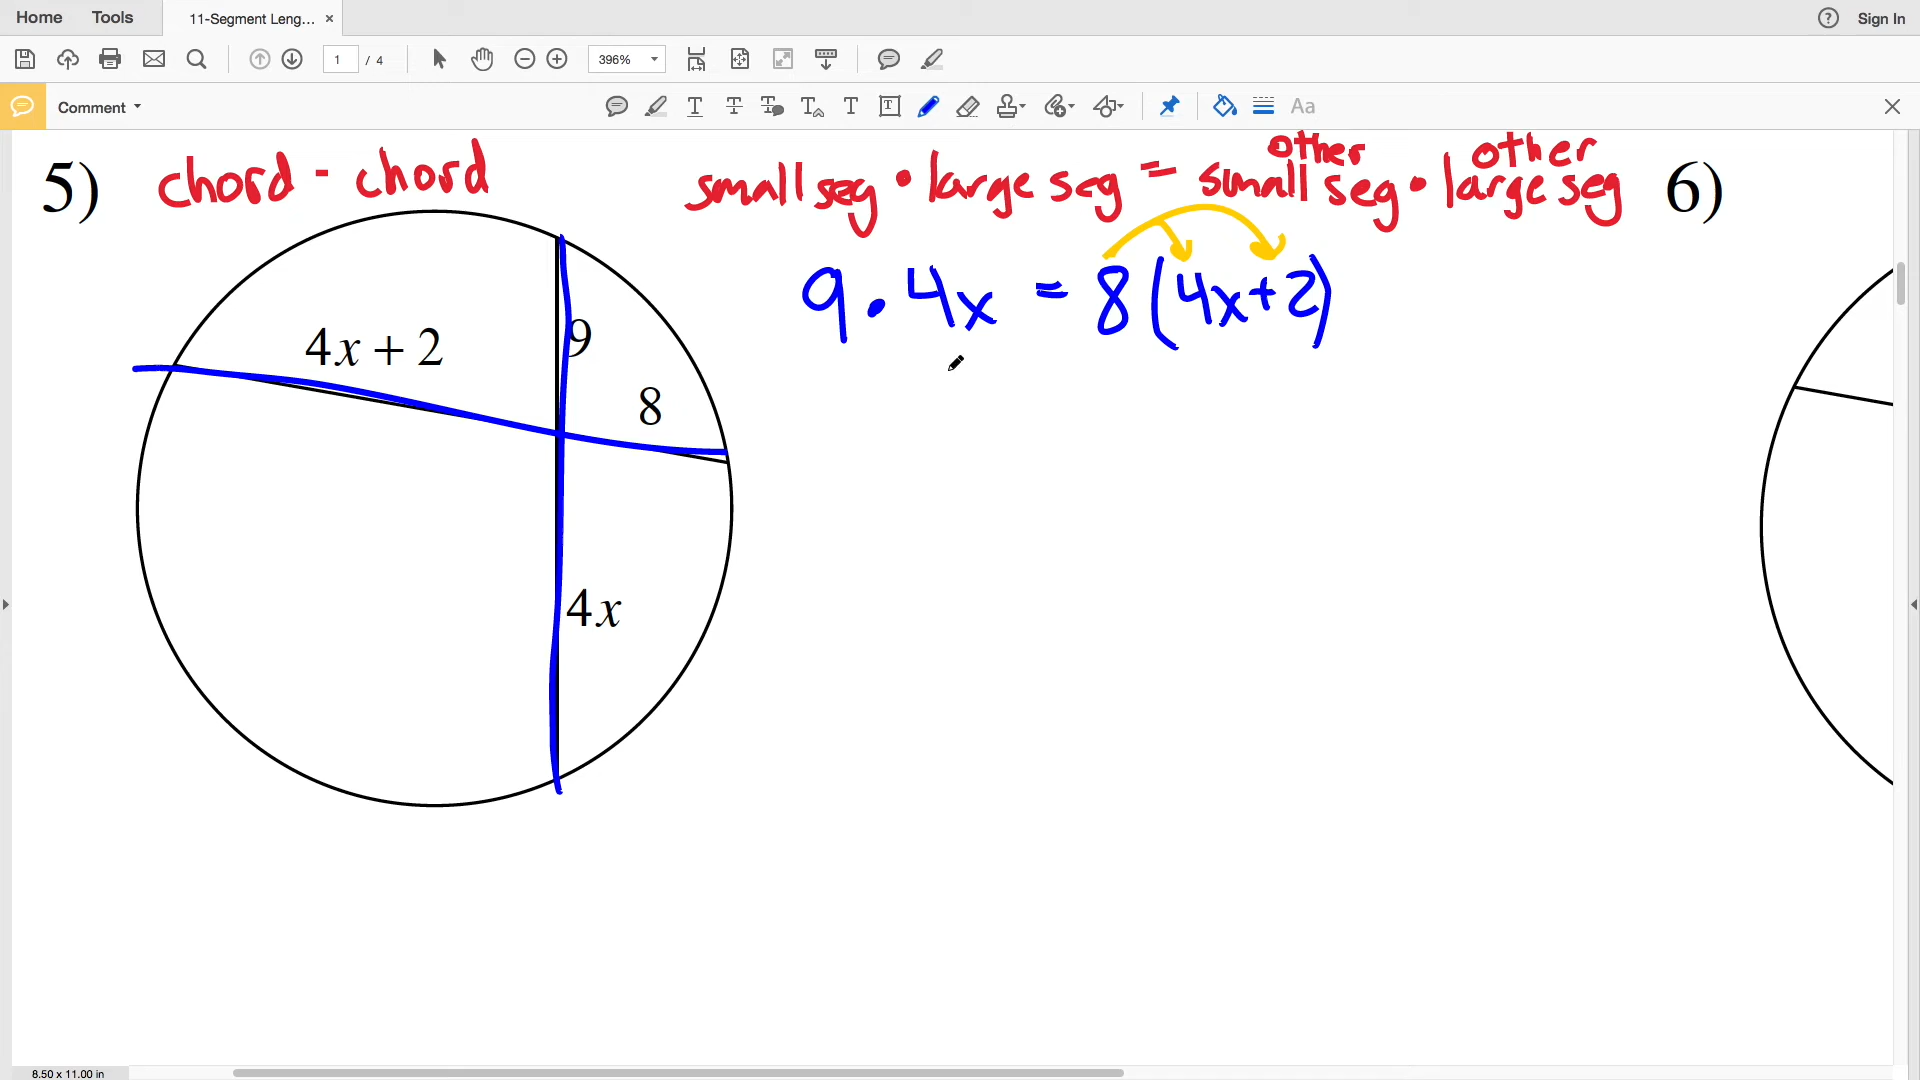 Home Tools 11-Segment Leng... × ? Sign In
1 / 4 396%
Comment T T T T T T Aa
5) chord - chord small seg • large seg = other small seg • other large seg 6)
9 • 4x = 8(4x+2)
4x + 2 9
8
4x
8.50 x 11.00 in